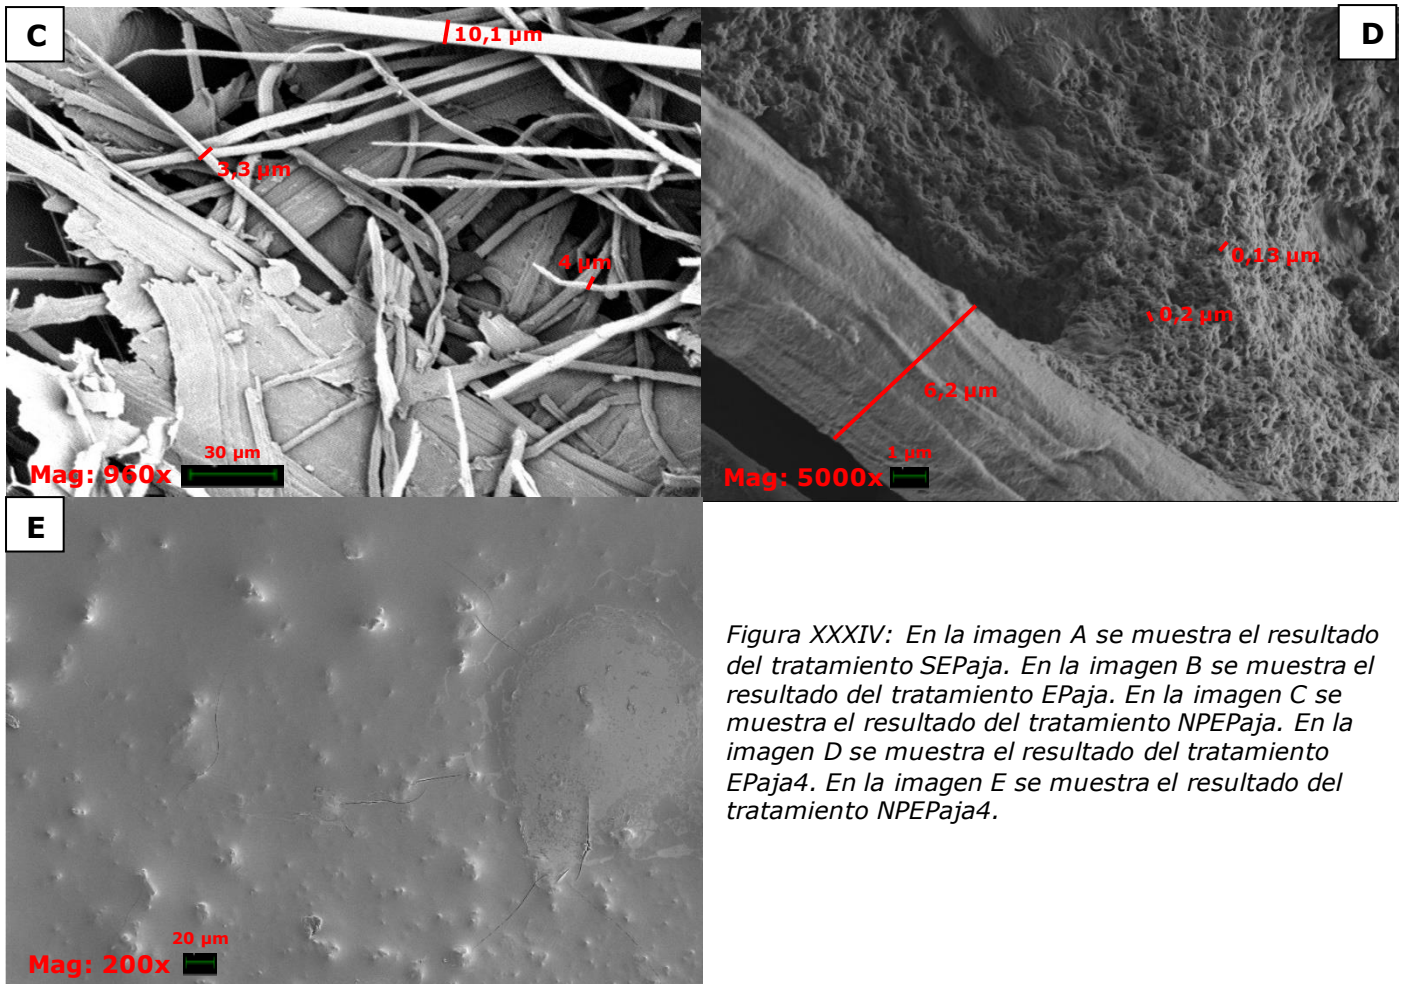 C
10,1 µm
3,3 µm
4 µm
30 µm
Mag: 960x
D
0,13 µm
0,2 µm
6,2 µm
1 µm
Mag: 5000x
E
20 µm
Mag: 200x
Figura XXXIV: En la imagen A se muestra el resultado
del tratamiento SEPaja. En la imagen B se muestra el
resultado del tratamiento EPaja. En la imagen C se
muestra el resultado del tratamiento NPEPaja. En la
imagen D se muestra el resultado del tratamiento
EPaja4. En la imagen E se muestra el resultado del
tratamiento NPEPaja4.